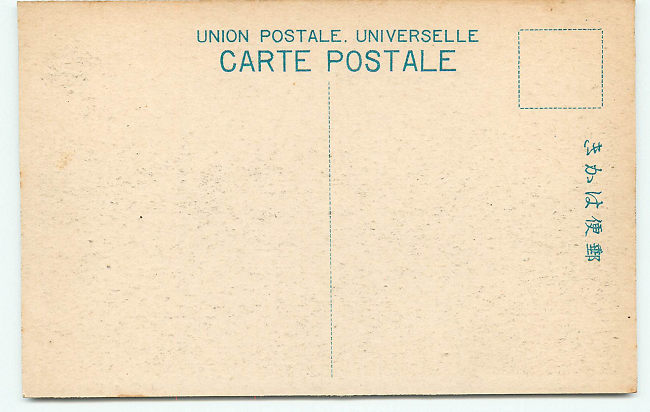 UNION POSTALE. UNIVERSELLE
CARTE POSTALE
郵便はかき